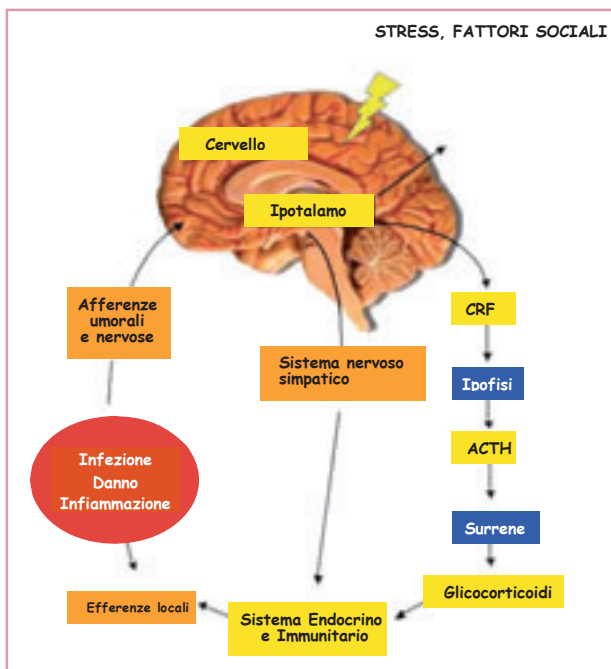 STRESS, FATTORI SOCIALI
Cervello
Ipotalamo
Afferenze
umorali
e nervose
CRF
Sistema nervoso
simpatico
Ipofisi
ACTH
Infezione
Danno
Infiammazione
Surrene
Glicocorticoidi
Efferenze locali
Sistema Endocrino
e Immunitario